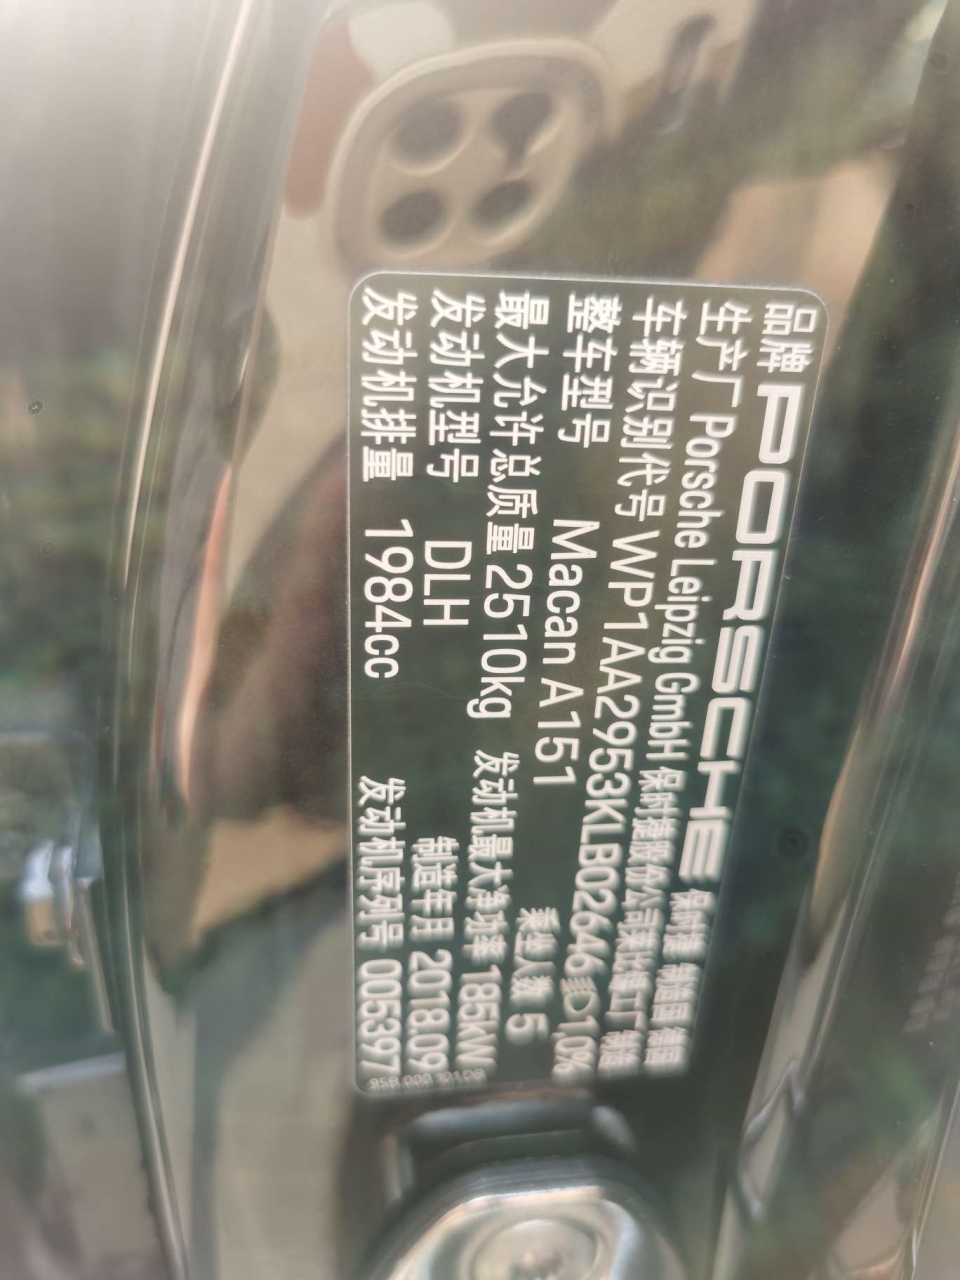 品牌 PORSCHE 保时捷 制造国 德国
生产厂 Porsche Leipzig GmbH 保时捷股份公司莱比锡工厂 制造
车辆识别代号 WP1AA2953KLB02646 1,0%
整车型号 Macan A151 乘坐人数 5
最大允许总质量 2510kg 发动机最大净功率 185kW
发动机型号 DLH 制造年月 2018.09
发动机排量 1984cc 发动机序列号 005397